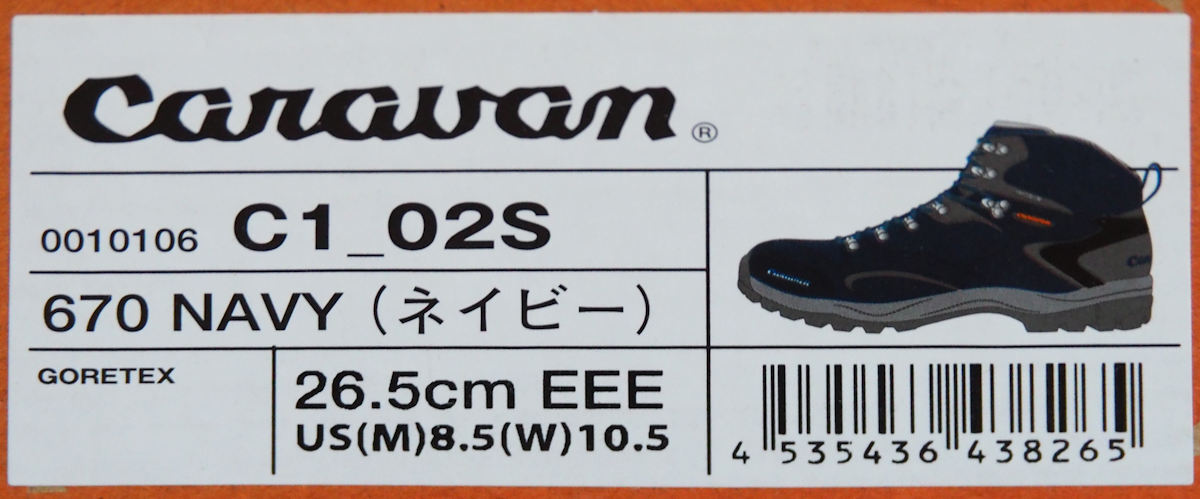 Caravan®
0010106 C1_02S
670 NAVY (ネイビー)
GORETEX
26.5cm EEE
US(M)8.5(W)10.5
4 535436 438265